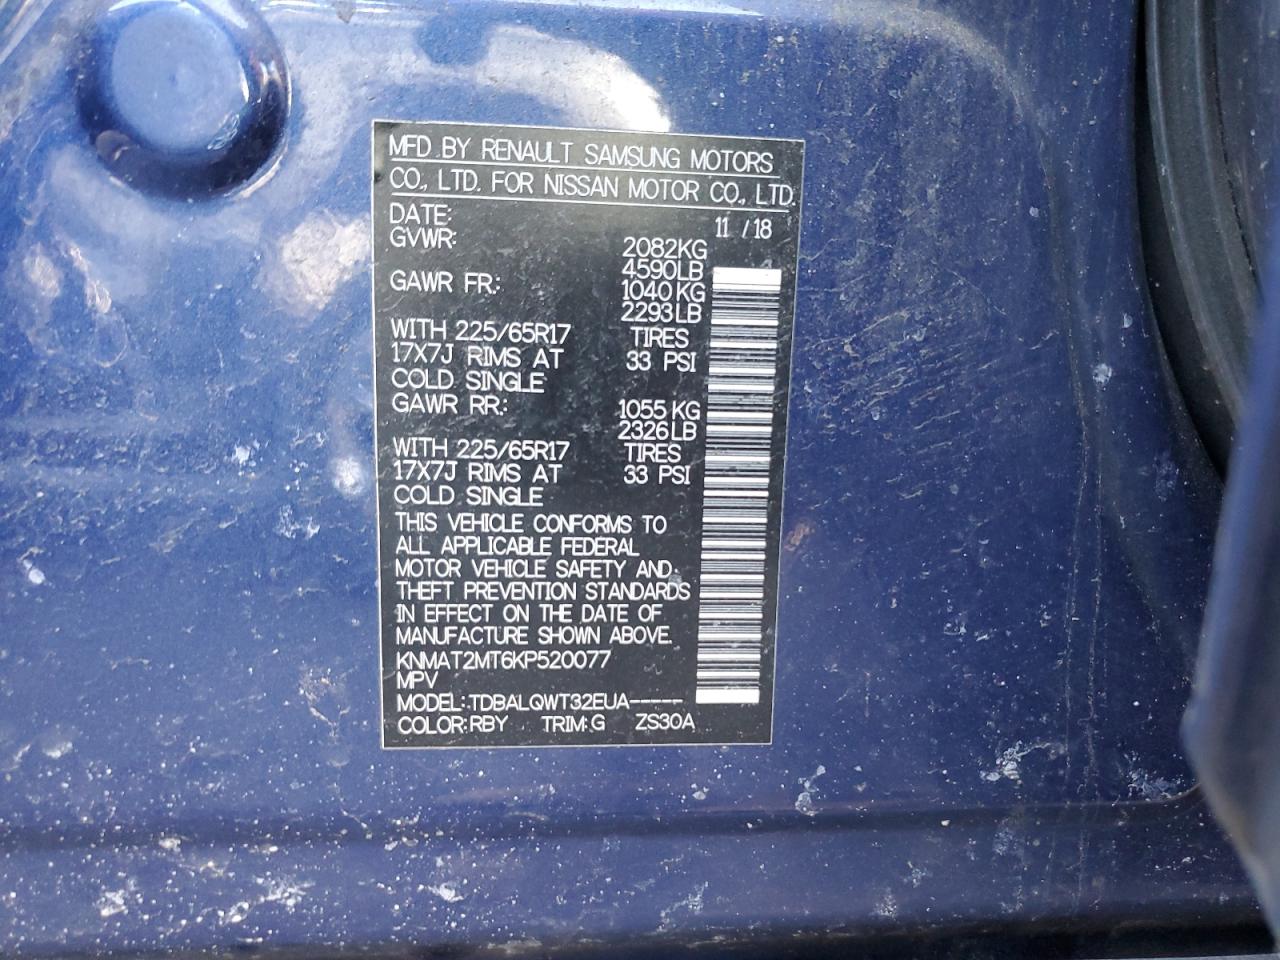 MFD. BY RENAULT SAMSUNG MOTORS
CO., LTD. FOR NISSAN MOTOR CO., LTD.
DATE: 11 / 18
GVWR: 2082KG
4590LB
GAWR FR.: 1040KG
2293LB
WITH 225/65R17 TIRES
17X7J RIMS AT 33 PSI
COLD SINGLE
GAWR RR.: 1055KG
2326LB
WITH 225/65R17 TIRES
17X7J RIMS AT 33 PSI
COLD SINGLE
THIS VEHICLE CONFORMS TO
ALL APPLICABLE FEDERAL
MOTOR VEHICLE SAFETY AND
THEFT PREVENTION STANDARDS
IN EFFECT ON THE DATE OF
MANUFACTURE SHOWN ABOVE.
KNMAT2MT6KP520077
MPV
MODEL: TDBALQWT32EUA-----
COLOR: RBY TRIM: G ZS30A